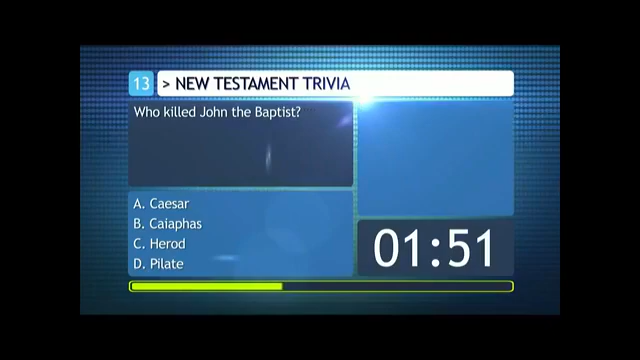 13 > NEW TESTAMENT TRIVIA
Who killed John the Baptist?
A. Caesar
B. Caiaphas
C. Herod
D. Pilate
01:51